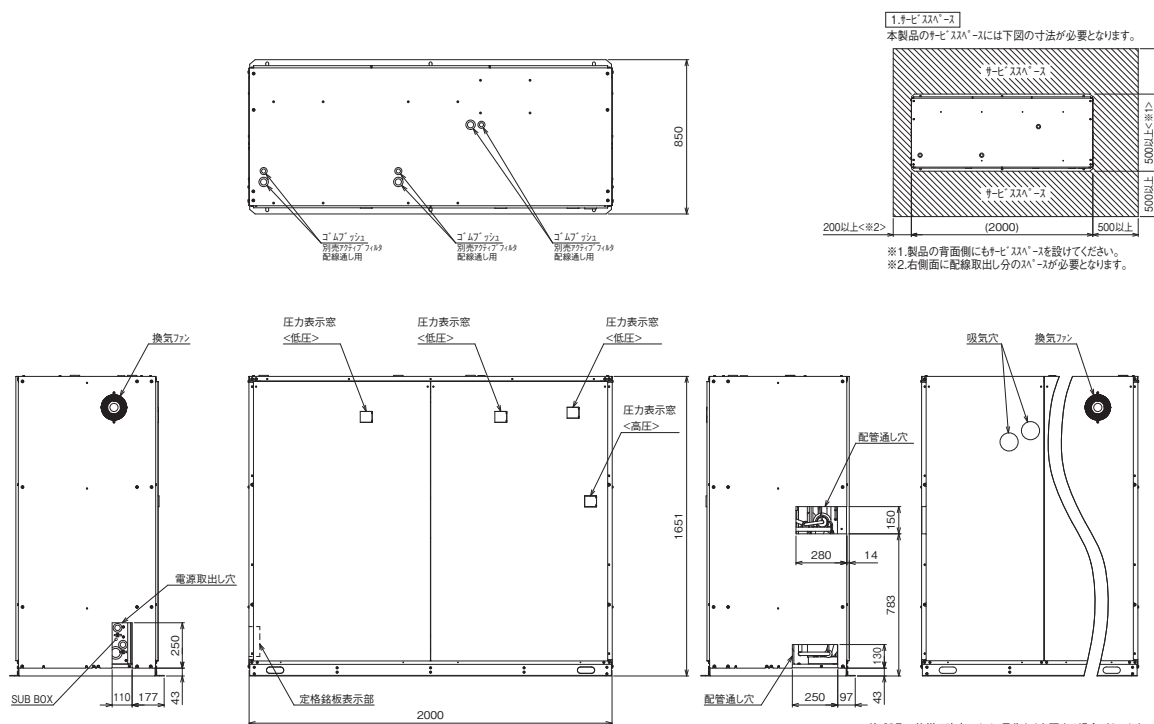 1.ｻｰﾋﾞｽｽﾍﾟｰｽ
本製品のｻｰﾋﾞｽｽﾍﾟｰｽには下図の寸法が必要となります。
ｻｰﾋﾞｽｽﾍﾟｰｽ
850
500以上<※1>
500以上
ｻｰﾋﾞｽｽﾍﾟｰｽ
200以上<※2>
(2000)
500以上
ｺﾞﾑﾌﾞｯｼｭ
別売ｱｸﾃｨﾌﾞﾌｨﾙﾀ
配線通し用
ｺﾞﾑﾌﾞｯｼｭ
別売ｱｸﾃｨﾌﾞﾌｨﾙﾀ
配線通し用
ｺﾞﾑﾌﾞｯｼｭ
別売ｱｸﾃｨﾌﾞﾌｨﾙﾀ
配線通し用
※1.製品の背面側にもｻｰﾋﾞｽｽﾍﾟｰｽを設けてください。
※2.右側面に配線取出し分のｽﾍﾟｰｽが必要となります。
換気ﾌｧﾝ
圧力表示窓
<低圧>
圧力表示窓
<低圧>
圧力表示窓
<低圧>
吸気穴
換気ﾌｧﾝ
圧力表示窓
<高圧>
配管通し穴
1651
150
280
14
783
電源取出し穴
250
130
SUB BOX
110
177
43
定格銘板表示部
配管通し穴
250
97
43
2000